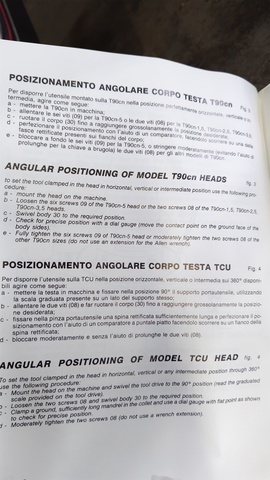 POSIZIONAMENTO ANGOLARE CORPO TESTA T90cn Fig. 3
Per disporre l'utensile montato sulla T90cn nella posizione perfettamente orizzontale, verticale o in-
termedia, agire come segue:
a - mettere la T90cn in macchina;
b - allentare le sei viti (09) per la T90cn-5 o le due viti (08) per la T90cn-1,5, T90cn-2,5, T90cn-3,5
c - ruotare il corpo (30) fino a raggiungere grossolanamente la posizione desiderata;
d - perfezionare il posizionamento con l'aiuto di un comparatore, facendolo scorrere su una delle
fasce rettificate presenti sui fianchi del corpo;
e - bloccare a fondo le sei viti (09) per la T90cn-5, o stringere moderatamente (evitando l'aiuto di
prolunghe per la chiave a brugola) le due viti (08) per gli altri modelli di T90cn.
ANGULAR POSITIONING OF MODEL T90cn HEADS fig. 3
to set the tool clamped in the head in horizontal, vertical or intermediate position use the following pro-
cedure:
a - mount the head on the machine.
b - Loosen the six screws 09 of the T90cn-5 head or the two screws 08 of the T90cn-1,5, T90cn-2,5,
T90cn-3,5 heads.
c - Swivel body 30 to the required position.
d - Check for precise position with a dial gauge (move the contact point on the ground face of the
body sides).
e - Fully tighten the six screws 09 of T90cn-5 head or moderately tighten the two screws 08 of the
other T90cn sizes (do not use an extension for the Allen wrench).
POSIZIONAMENTO ANGOLARE CORPO TESTA TCU Fig. 4
Per disporre l'utensile sulla TCU nella posizione orizzontale, verticale o intermedia sui 360° disponi-
bili agire come segue:
a - mettere la testa in macchina e fissare nella posizione 90° il supporto portautensile, utilizzando
la scala graduata presente su un lato del supporto stesso;
b - allentare le due viti (08) e far ruotare il corpo (30) fino a raggiungere grossolanamente la posizio-
ne desiderata;
c - fissare nella pinza portautensile una spina rettificata sufficientemente lunga e perfezionare il po-
sizionamento con l'aiuto di un comparatore a puntale piatto facendolo scorrere su un fianco della
spina rettificata;
d - bloccare moderatamente e senza l'aiuto di prolunghe le due viti (08).
ANGULAR POSITIONING OF MODEL TCU HEAD fig. 4
To set the tool clamped in the head in horizontal, vertical or any intermediary position through 360°
use the following procedure:
a - Mount the head on the machine and swivel the tool drive to the 90° position (read the graduated
scale provided on the tool drive).
b - Loosen the two screws 08 and swivel body 30 to the required position.
c - Clamp a ground, sufficiently long mandrel in the collet and use a dial gauge with flat point as shown
to check for precise position.
d - Moderately tighten the two screws 08 (do not use a wrench extension).